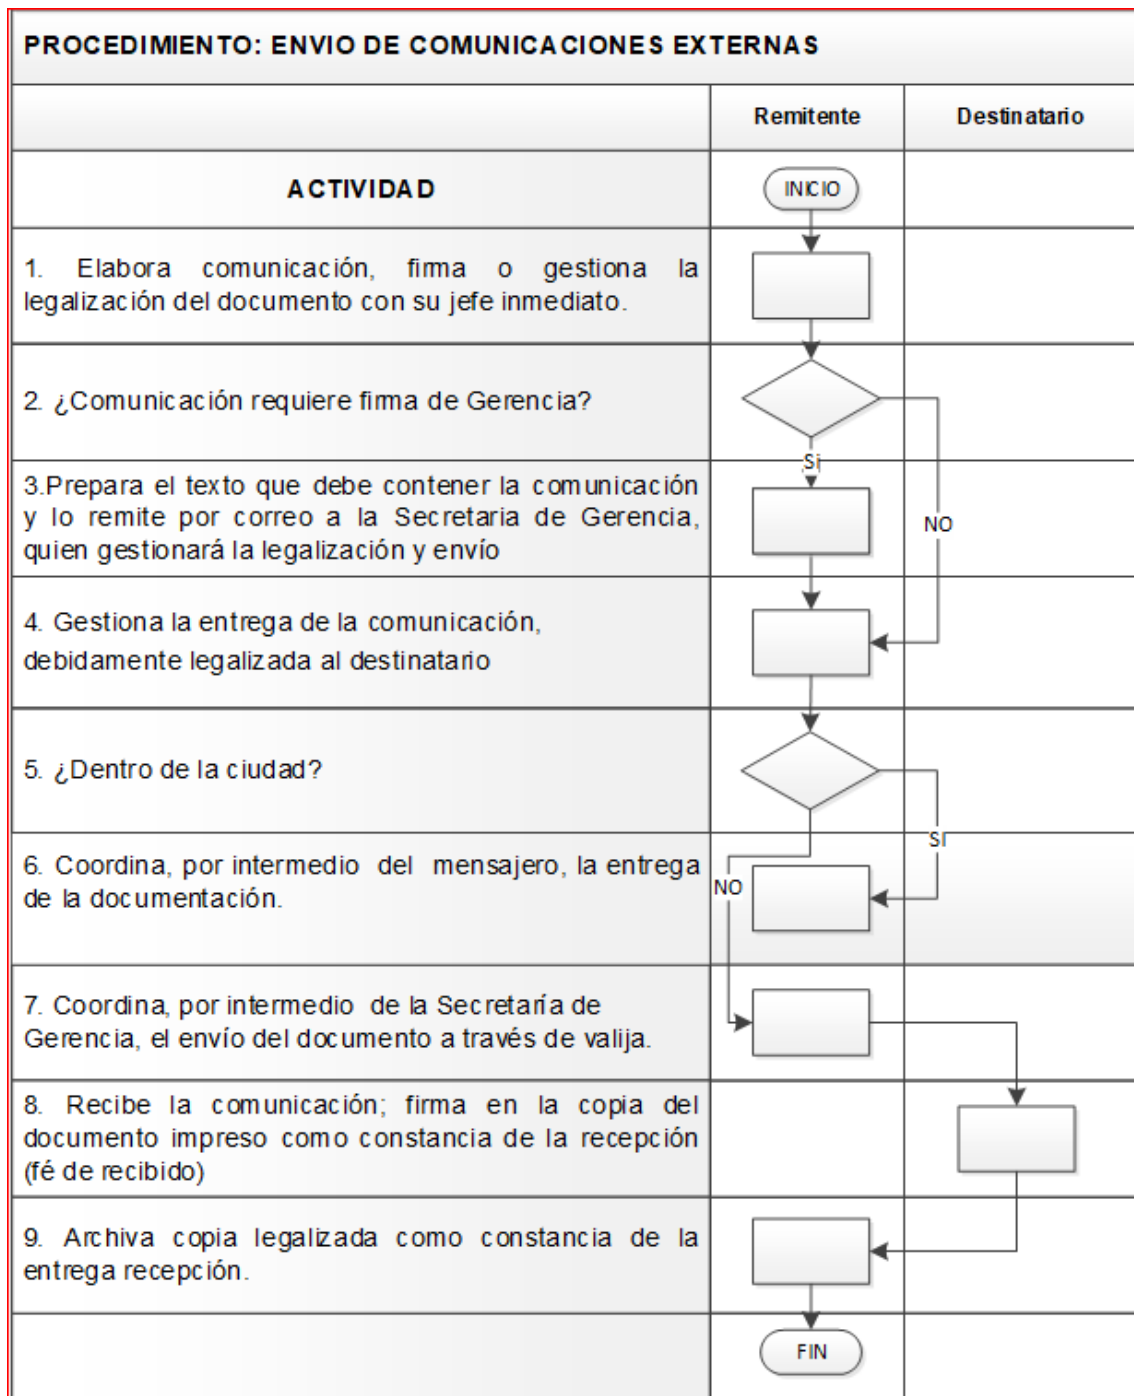 PROCEDIMIENTO: ENVIO DE COMUNICACIONES EXTERNAS
Remitente
Destinatario
ACTIVIDAD
INICIO
1. Elabora comunicación, firma o gestiona la
legalización del documento con su jefe inmediato.
2. ¿Comunicación requiere firma de Gerencia?
Si
3.Prepara el texto que debe contener la comunicación
y lo remite por correo a la Secretaria de Gerencia,
quien gestionará la legalización y envío
NO
4. Gestiona la entrega de la comunicación,
debidamente legalizada al destinatario
5. ¿Dentro de la ciudad?
SI
6. Coordina, por intermedio del mensajero, la entrega
de la documentación.
NO
7. Coordina, por intermedio de la Secretaría de
Gerencia, el envío del documento a través de valija.
8. Recibe la comunicación; firma en la copia del
documento impreso como constancia de la recepción
(fé de recibido)
9. Archiva copia legalizada como constancia de la
entrega recepción.
FIN